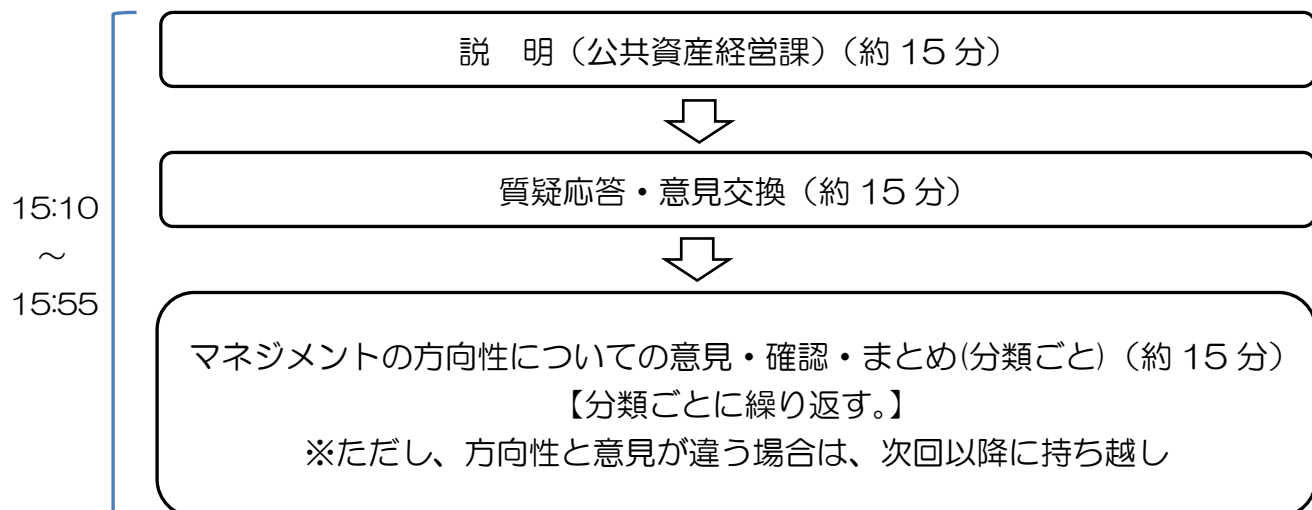 説　明（公共資産経営課）（約 15 分）
質疑応答・意見交換（約 15 分）
15:10
～
15:55
マネジメントの方向性についての意見・確認・まとめ(分類ごと)（約 15 分）
【分類ごとに繰り返す。】
※ただし、方向性と意見が違う場合は、次回以降に持ち越し